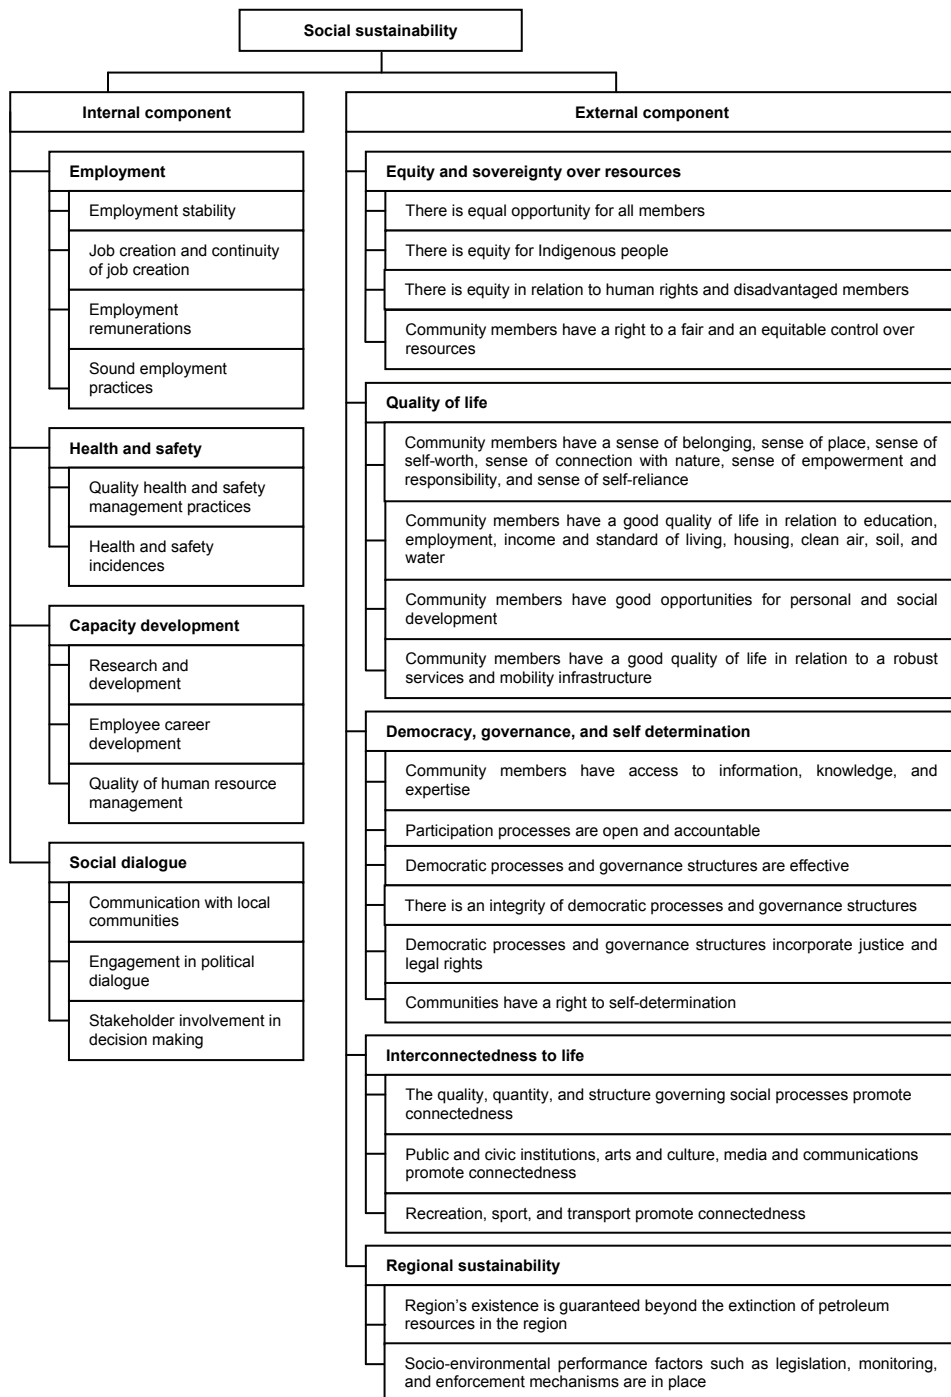 Social sustainability
Internal component
Employment
Employment stability
Job creation and continuity
of job creation
Employment
remunerations
Sound employment
practices
Health and safety
Quality health and safety
management practices
Health and safety
incidences
Capacity development
Research and
development
Employee career
development
Quality of human resource
management
Social dialogue
Communication with local
communities
Engagement in political
dialogue
Stakeholder involvement in
decision making
External component
Equity and sovereignty over resources
There is equal opportunity for all members
There is equity for Indigenous people
There is equity in relation to human rights and disadvantaged members
Community members have a right to a fair and an equitable control over
resources
Quality of life
Community members have a sense of belonging, sense of place, sense of
self-worth, sense of connection with nature, sense of empowerment and
responsibility, and sense of self-reliance
Community members have a good quality of life in relation to education,
employment, income and standard of living, housing, clean air, soil, and
water
Community members have good opportunities for personal and social
development
Community members have a good quality of life in relation to a robust
services and mobility infrastructure
Democracy, governance, and self determination
Community members have access to information, knowledge, and
expertise
Participation processes are open and accountable
Democratic processes and governance structures are effective
There is an integrity of democratic processes and governance structures
Democratic processes and governance structures incorporate justice and
legal rights
Communities have a right to self-determination
Interconnectedness to life
The quality, quantity, and structure governing social processes promote
connectedness
Public and civic institutions, arts and culture, media and communications
promote connectedness
Recreation, sport, and transport promote connectedness
Regional sustainability
Region’s existence is guaranteed beyond the extinction of petroleum
resources in the region
Socio-environmental performance factors such as legislation, monitoring,
and enforcement mechanisms are in place